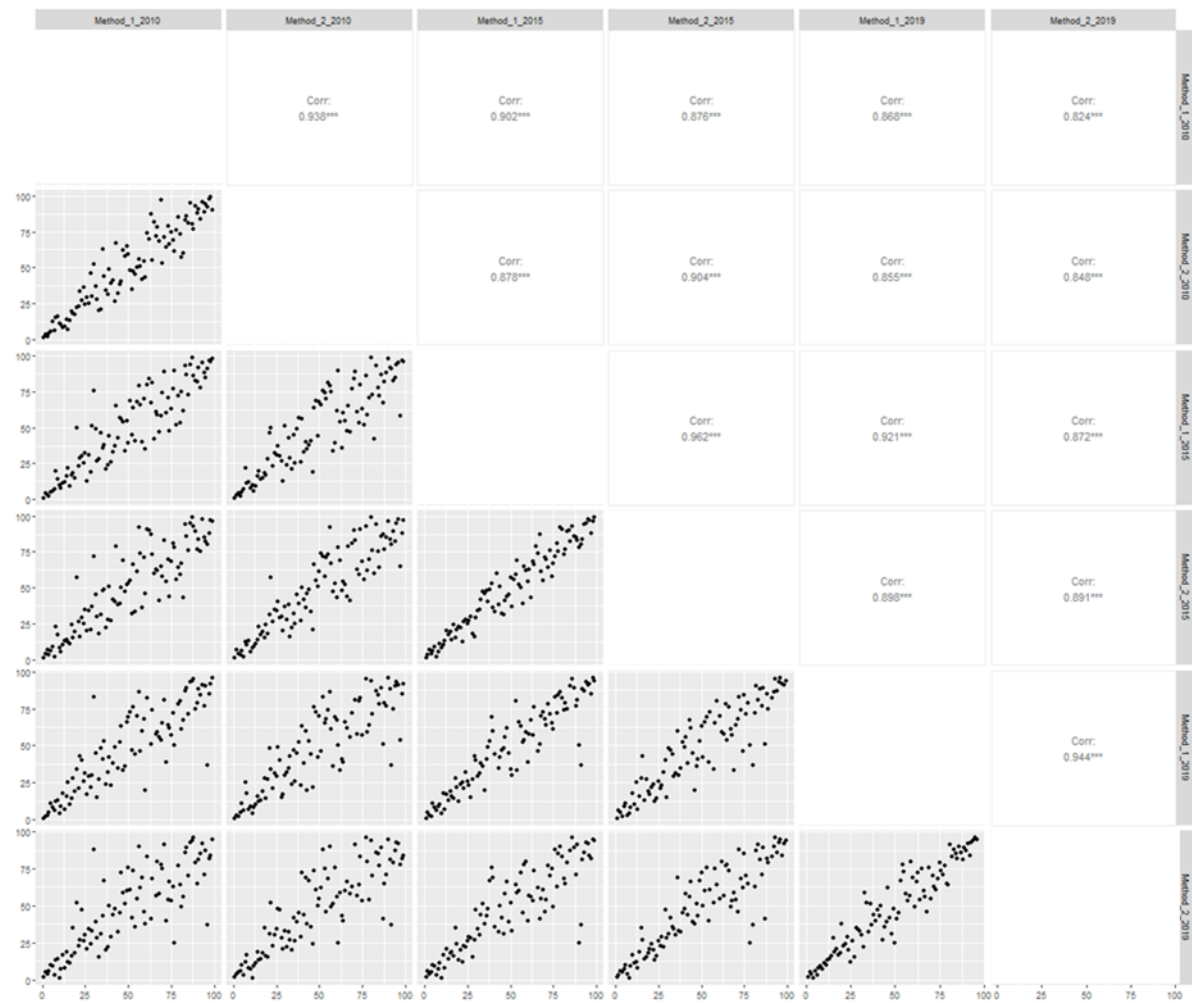 Method_1_2010 Method_2_2010 Method_1_2015 Method_2_2015 Method_1_2019 Method_2_2019
Corr: Corr: Corr: Corr: Corr:
0.938*** 0.902*** 0.876*** 0.868*** 0.824***
Method_1_2010
100
75
50
25
0
Corr: Corr: Corr: Corr:
0.878*** 0.904*** 0.855*** 0.848***
Method_2_2010
100
75
50
25
0
Corr: Corr: Corr:
0.962*** 0.921*** 0.872***
Method_1_2015
100
75
50
25
0
Corr: Corr:
0.898*** 0.891***
Method_2_2015
100
75
50
25
0
Corr:
0.944***
Method_1_2019
100
75
50
25
0
Method_2_2019
0 25 50 75 100 0 25 50 75 100 0 25 50 75 100 0 25 50 75 100 0 25 50 75 100 0 25 50 75 100